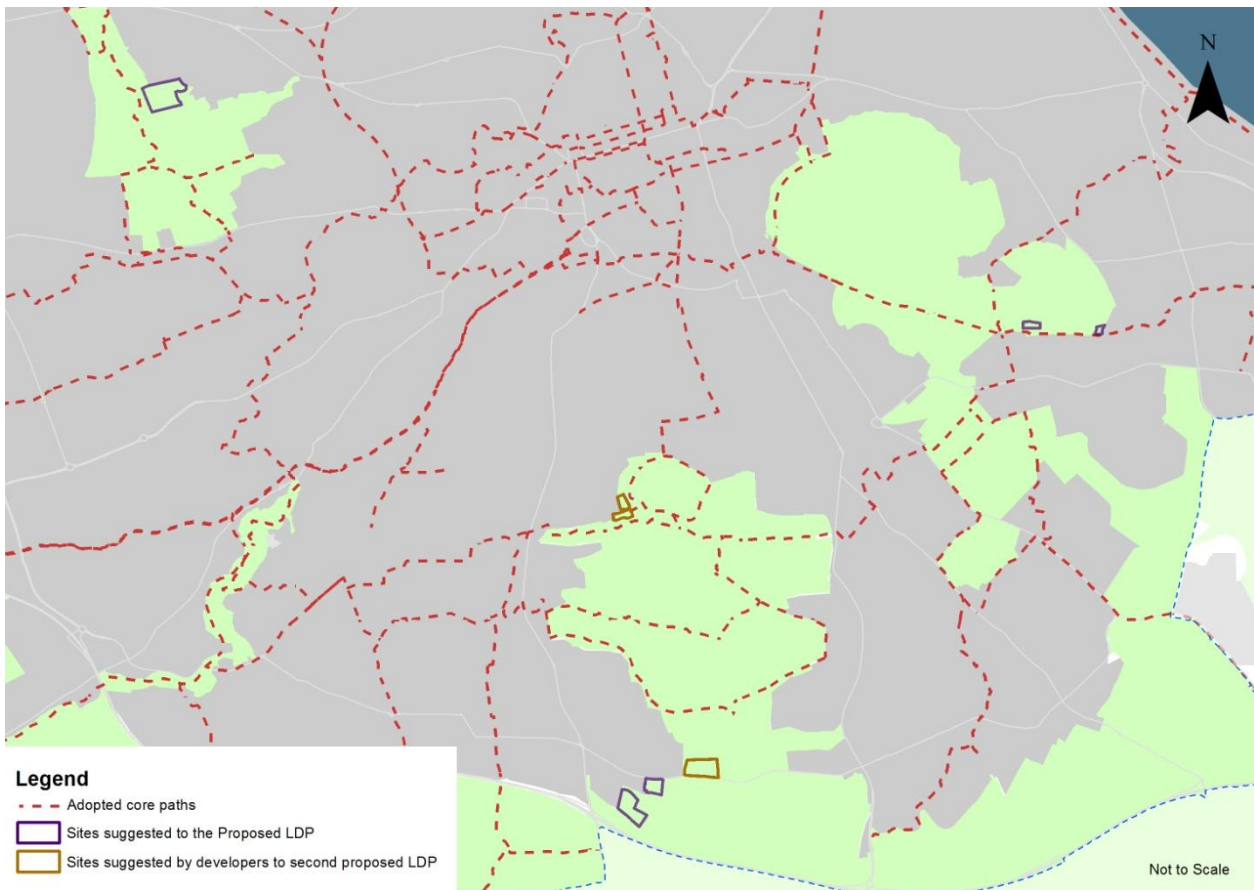 N
Legend
Adopted core paths
Sites suggested to the Proposed LDP
Sites suggested by developers to second proposed LDP
Not to Scale